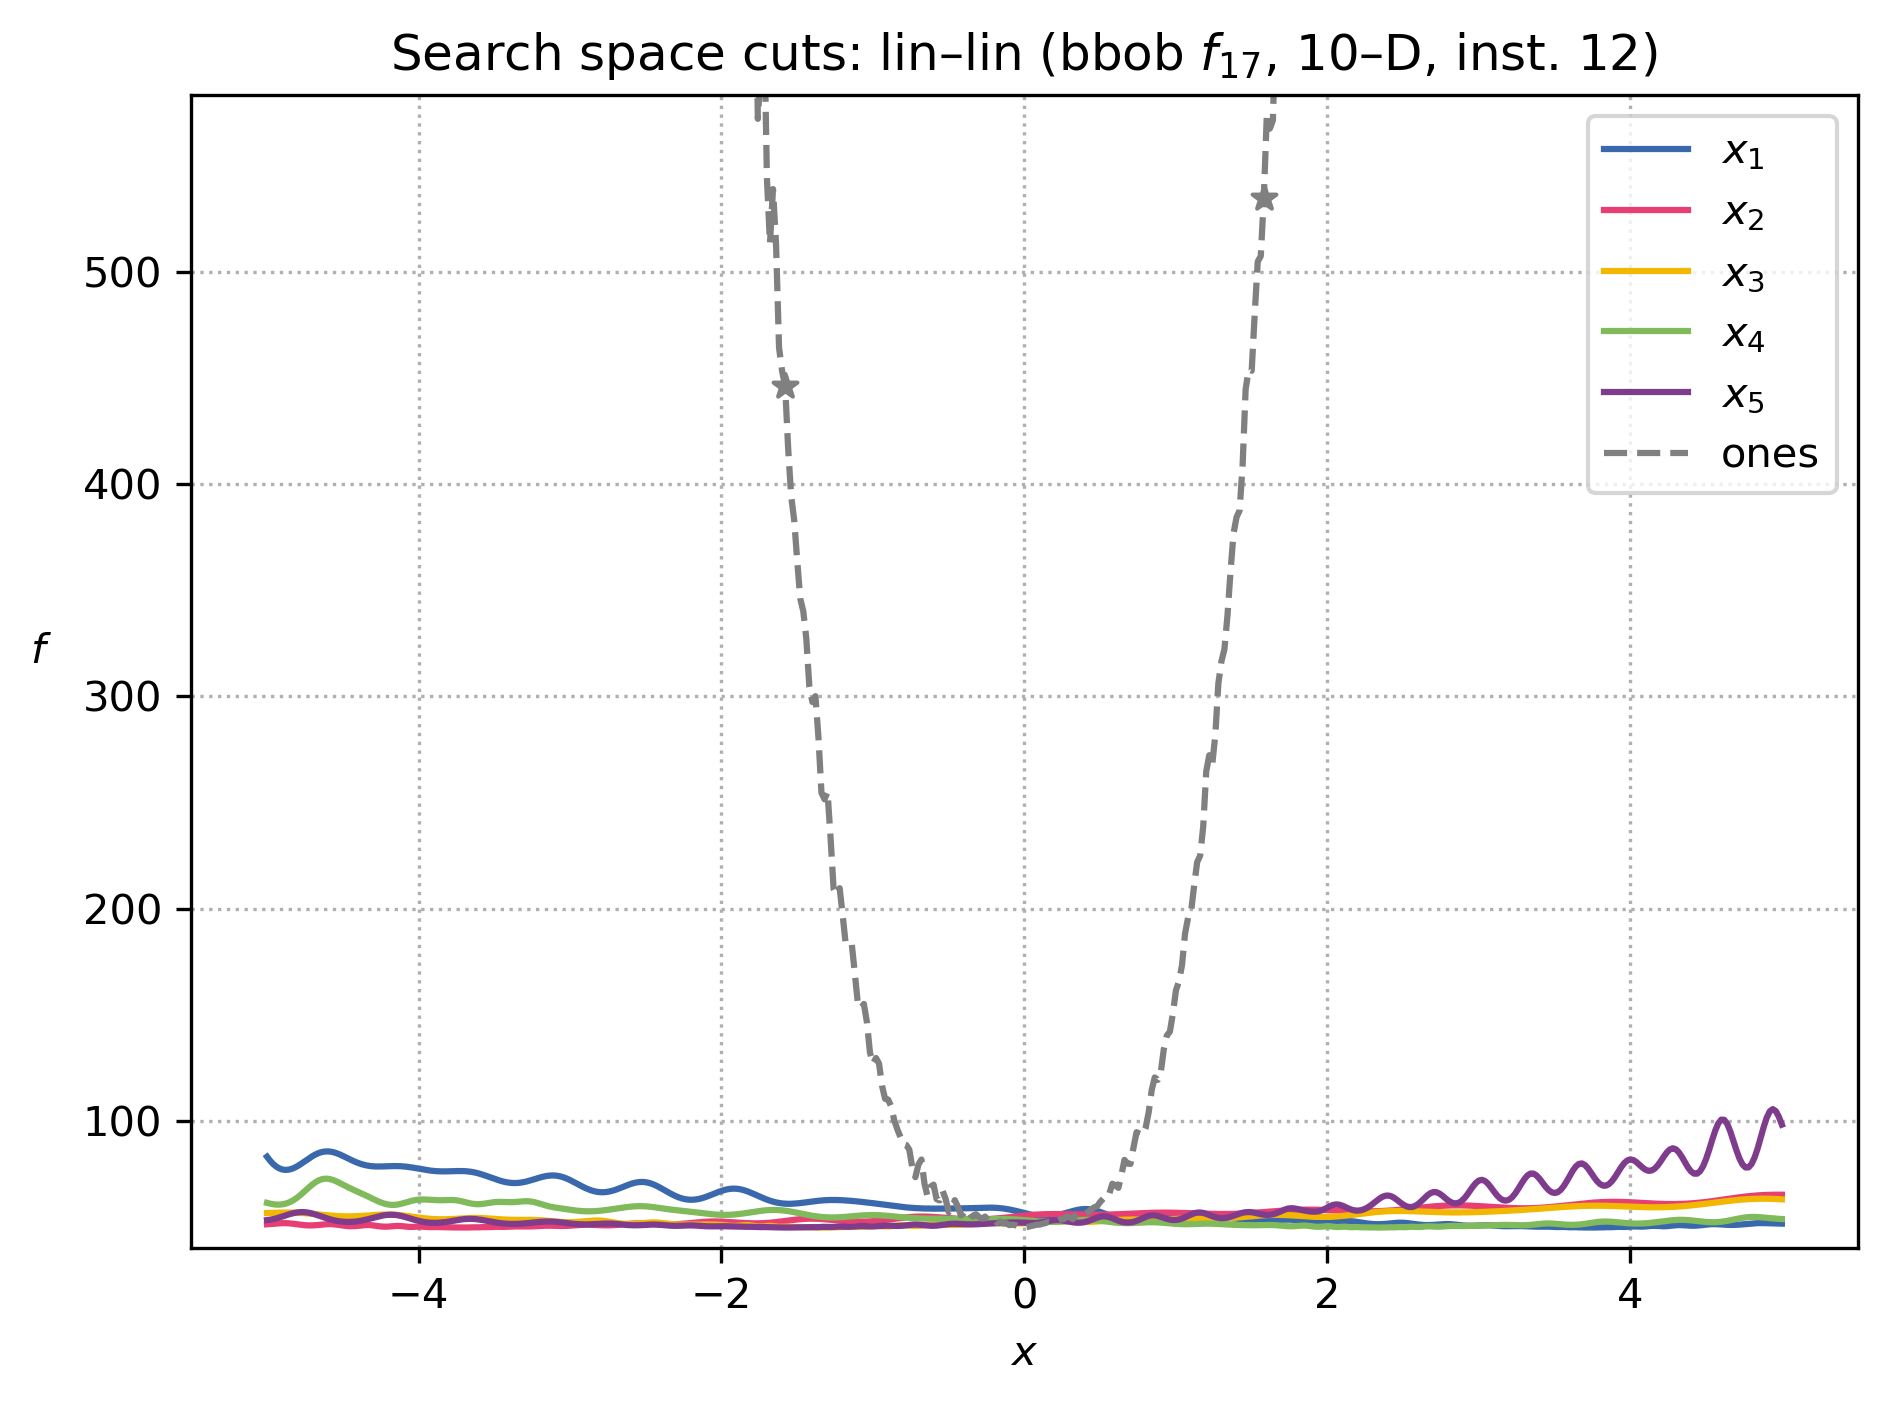 Search space cuts: lin–lin (bbob f₁₇, 10–D, inst. 12)
f
500
400
300
200
100
x₁
x₂
x₃
x₄
x₅
ones
−4
−2
0
2
4
x